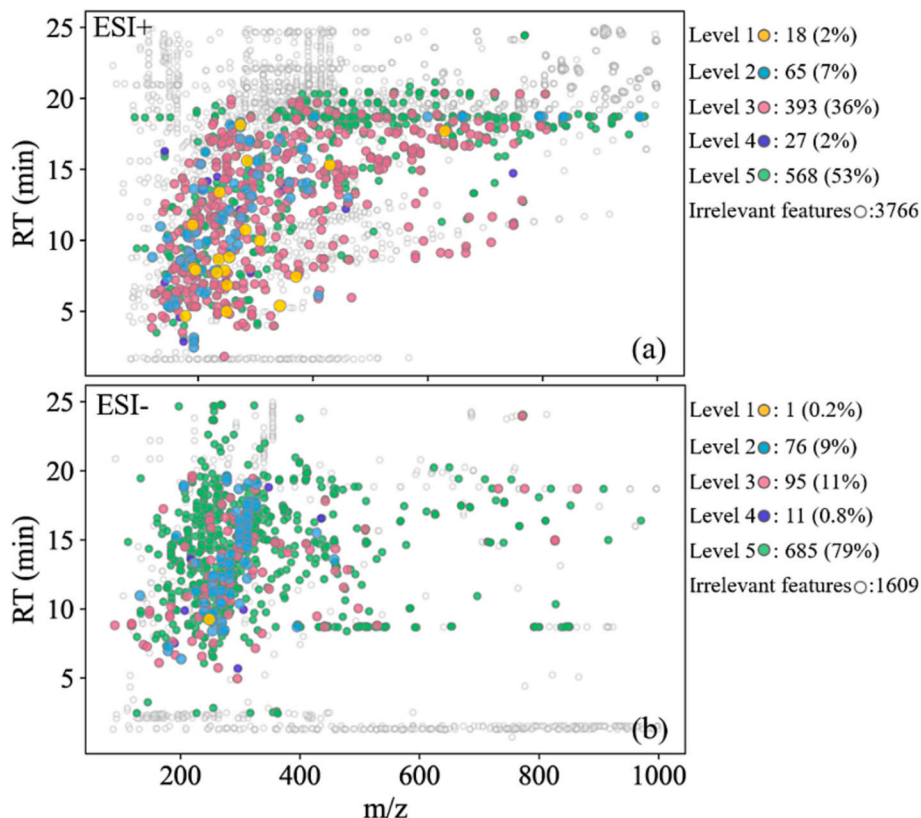 ESI+
25
20
15
10
5
RT (min)
(a)
Level 1 : 18 (2%)
Level 2 : 65 (7%)
Level 3 : 393 (36%)
Level 4 : 27 (2%)
Level 5 : 568 (53%)
Irrelevant features :3766
ESI-
25
20
15
10
5
RT (min)
(b)
200 400 600 800 1000
m/z
Level 1 : 1 (0.2%)
Level 2 : 76 (9%)
Level 3 : 95 (11%)
Level 4 : 11 (0.8%)
Level 5 : 685 (79%)
Irrelevant features :1609